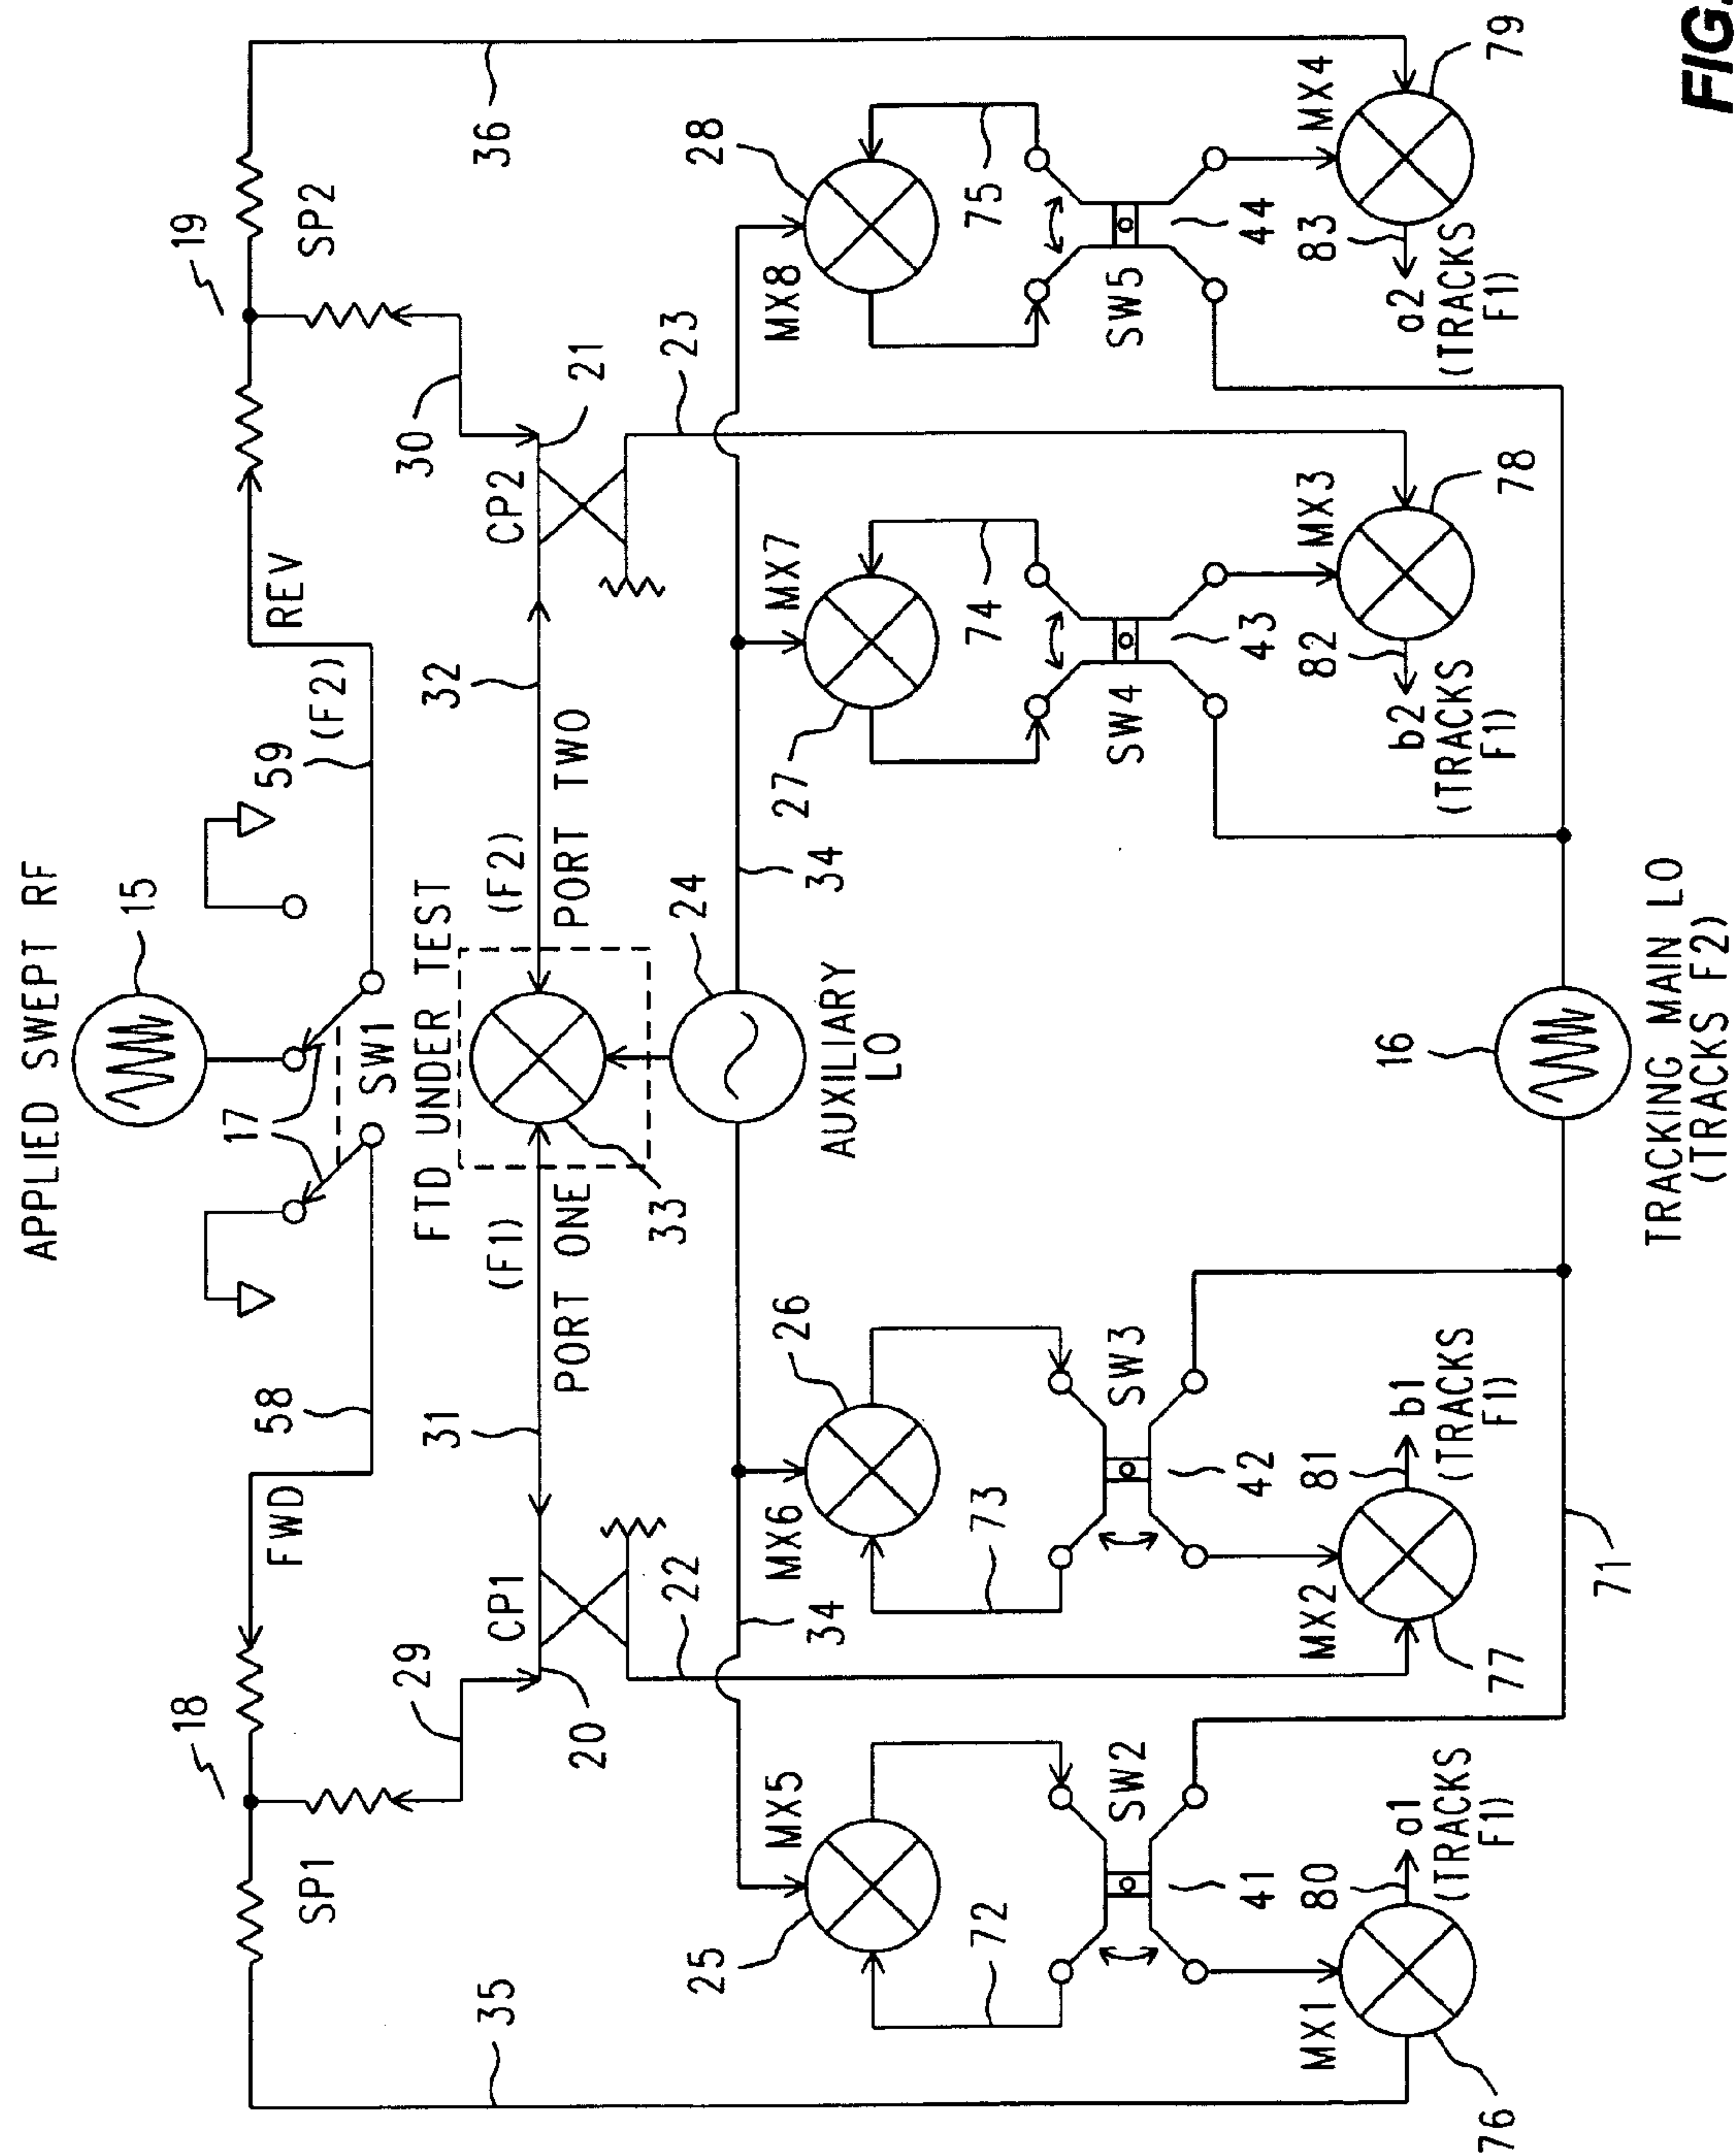 APPLIED SWEPT RF
15
17
SW1
58
59
(F2)
FWD
REV
18
19
SP1
SP2
29
30
FTD UNDER TEST
(F1)
(F2)
31
32
PORT ONE
PORT TWO
33
CP1
CP2
20
21
22
23
24
AUXILIARY
LO
34
34
35
36
MX5
MX6
MX7
MX8
25
26
27
28
72
73
74
75
SW2
SW3
SW4
SW5
41
42
43
44
MX1
MX2
MX3
MX4
76
77
78
79
80
81
82
83
a1
(TRACKS
F1)
b1
(TRACKS
F1)
b2
(TRACKS
F1)
a2
(TRACKS
F1)
71
16
TRACKING MAIN LO
(TRACKS F2)
FIG.